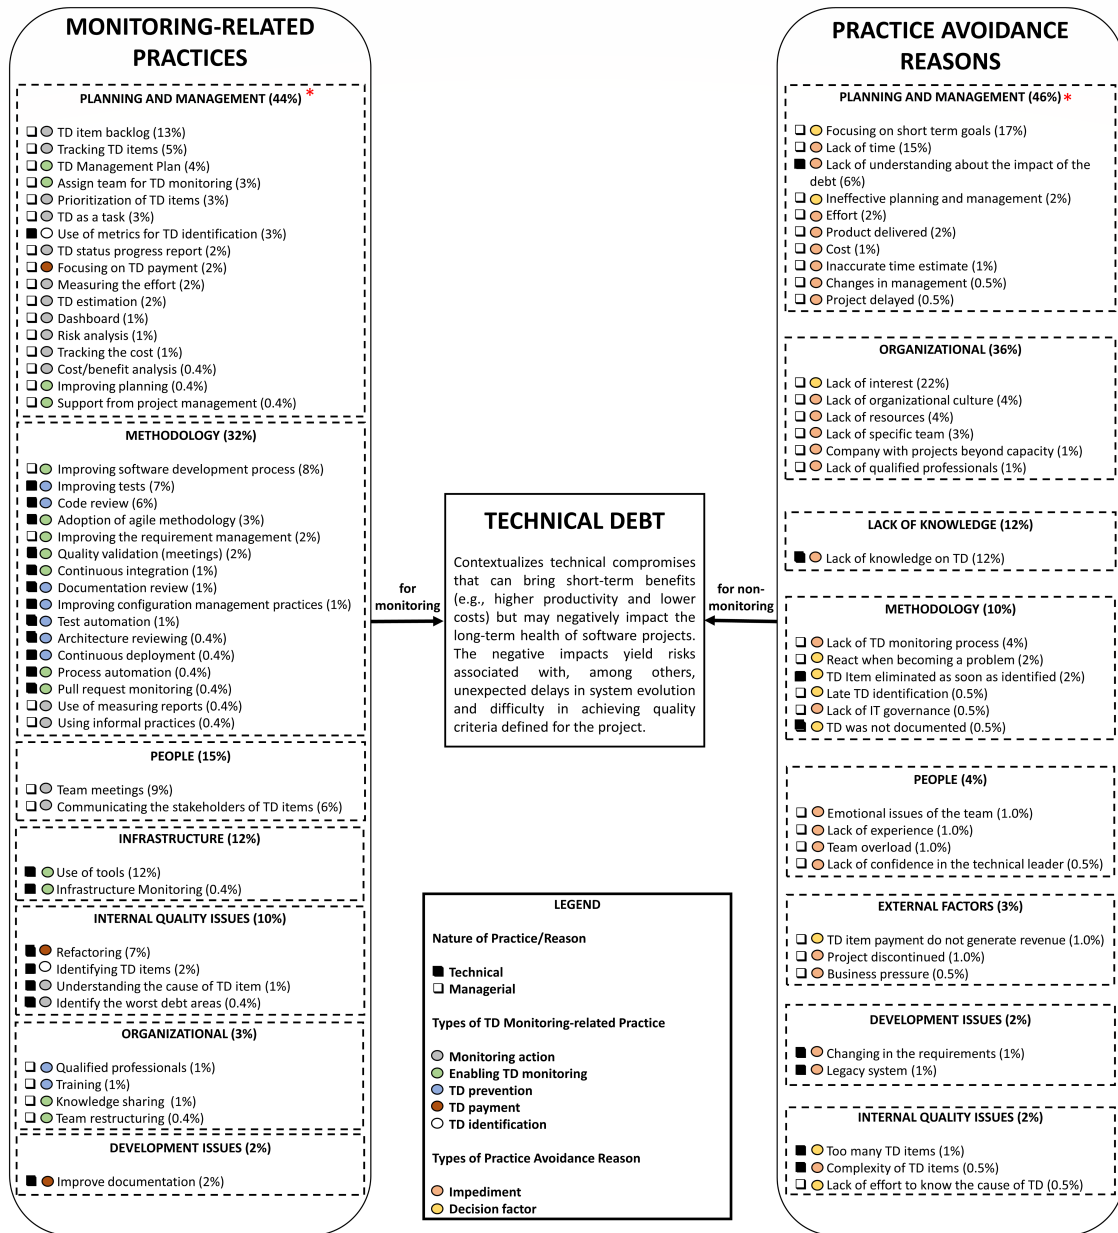 MONITORING-RELATED
PRACTICES
PLANNING AND MANAGEMENT (44%) *
TD item backlog (13%)
Tracking TD items (5%)
TD Management Plan (4%)
Assign team for TD monitoring (3%)
Prioritization of TD items (3%)
TD as a task (3%)
Use of metrics for TD identification (3%)
TD status progress report (2%)
Focusing on TD payment (2%)
Measuring the effort (2%)
TD estimation (2%)
Dashboard (1%)
Risk analysis (1%)
Tracking the cost (1%)
Cost/benefit analysis (0.4%)
Improving planning (0.4%)
Support from project management (0.4%)
METHODOLOGY (32%)
Improving software development process (8%)
Improving tests (7%)
Code review (6%)
Adoption of agile methodology (3%)
Improving the requirement management (2%)
Quality validation (meetings) (2%)
Continuous integration (1%)
Documentation review (1%)
Improving configuration management practices (1%)
Test automation (1%)
Architecture reviewing (0.4%)
Continuous deployment (0.4%)
Process automation (0.4%)
Pull request monitoring (0.4%)
Use of measuring reports (0.4%)
Using informal practices (0.4%)
PEOPLE (15%)
Team meetings (9%)
Communicating the stakeholders of TD items (6%)
INFRASTRUCTURE (12%)
Use of tools (12%)
Infrastructure Monitoring (0.4%)
INTERNAL QUALITY ISSUES (10%)
Refactoring (7%)
Identifying TD items (2%)
Understanding the cause of TD item (1%)
Identify the worst debt areas (0.4%)
ORGANIZATIONAL (3%)
Qualified professionals (1%)
Training (1%)
Knowledge sharing (1%)
Team restructuring (0.4%)
DEVELOPMENT ISSUES (2%)
Improve documentation (2%)
for
monitoring
TECHNICAL DEBT
Contextualizes technical compromises
that can bring short-term benefits
(e.g., higher productivity and lower
costs) but may negatively impact the
long-term health of software projects.
The negative impacts yield risks
associated with, among others,
unexpected delays in system evolution
and difficulty in achieving quality
criteria defined for the project.
for non-
monitoring
LEGEND
Nature of Practice/Reason
Technical
Managerial
Types of TD Monitoring-related Practice
Monitoring action
Enabling TD monitoring
TD prevention
TD payment
TD identification
Types of Practice Avoidance Reason
Impediment
Decision factor
PRACTICE AVOIDANCE
REASONS
PLANNING AND MANAGEMENT (46%) *
Focusing on short term goals (17%)
Lack of time (15%)
Lack of understanding about the impact of the
debt (6%)
Ineffective planning and management (2%)
Effort (2%)
Product delivered (2%)
Cost (1%)
Inaccurate time estimate (1%)
Changes in management (0.5%)
Project delayed (0.5%)
ORGANIZATIONAL (36%)
Lack of interest (22%)
Lack of organizational culture (4%)
Lack of resources (4%)
Lack of specific team (3%)
Company with projects beyond capacity (1%)
Lack of qualified professionals (1%)
LACK OF KNOWLEDGE (12%)
Lack of knowledge on TD (12%)
METHODOLOGY (10%)
Lack of TD monitoring process (4%)
React when becoming a problem (2%)
TD Item eliminated as soon as identified (2%)
Late TD identification (0.5%)
Lack of IT governance (0.5%)
TD was not documented (0.5%)
PEOPLE (4%)
Emotional issues of the team (1.0%)
Lack of experience (1.0%)
Team overload (1.0%)
Lack of confidence in the technical leader (0.5%)
EXTERNAL FACTORS (3%)
TD item payment do not generate revenue (1.0%)
Project discontinued (1.0%)
Business pressure (0.5%)
DEVELOPMENT ISSUES (2%)
Changing in the requirements (1%)
Legacy system (1%)
INTERNAL QUALITY ISSUES (2%)
Too many TD items (1%)
Complexity of TD items (0.5%)
Lack of effort to know the cause of TD (0.5%)